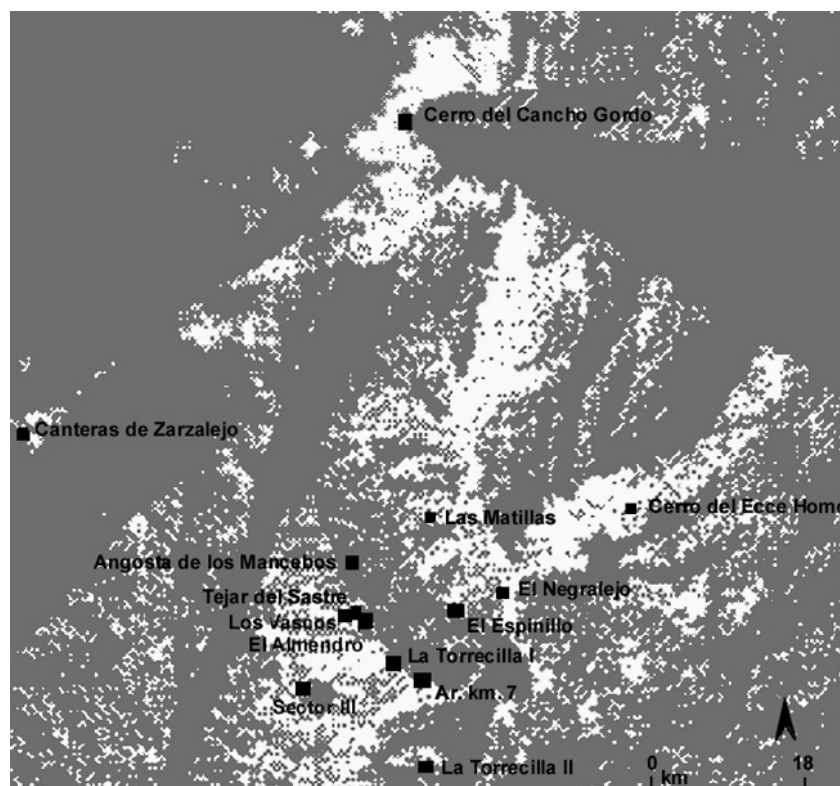 Cerro del Cancho Gordo
Canteras de Zarzalejo
Las Matillas
Cerro del Ecce Home
Angosta de los Mancebos
El Negralejo
Tejar del Sastre
Los Vascos
El Espinillo
El Almendro
La Torrecilla I
Ar. km. 7
Sector III
La Torrecilla II
0 18
km